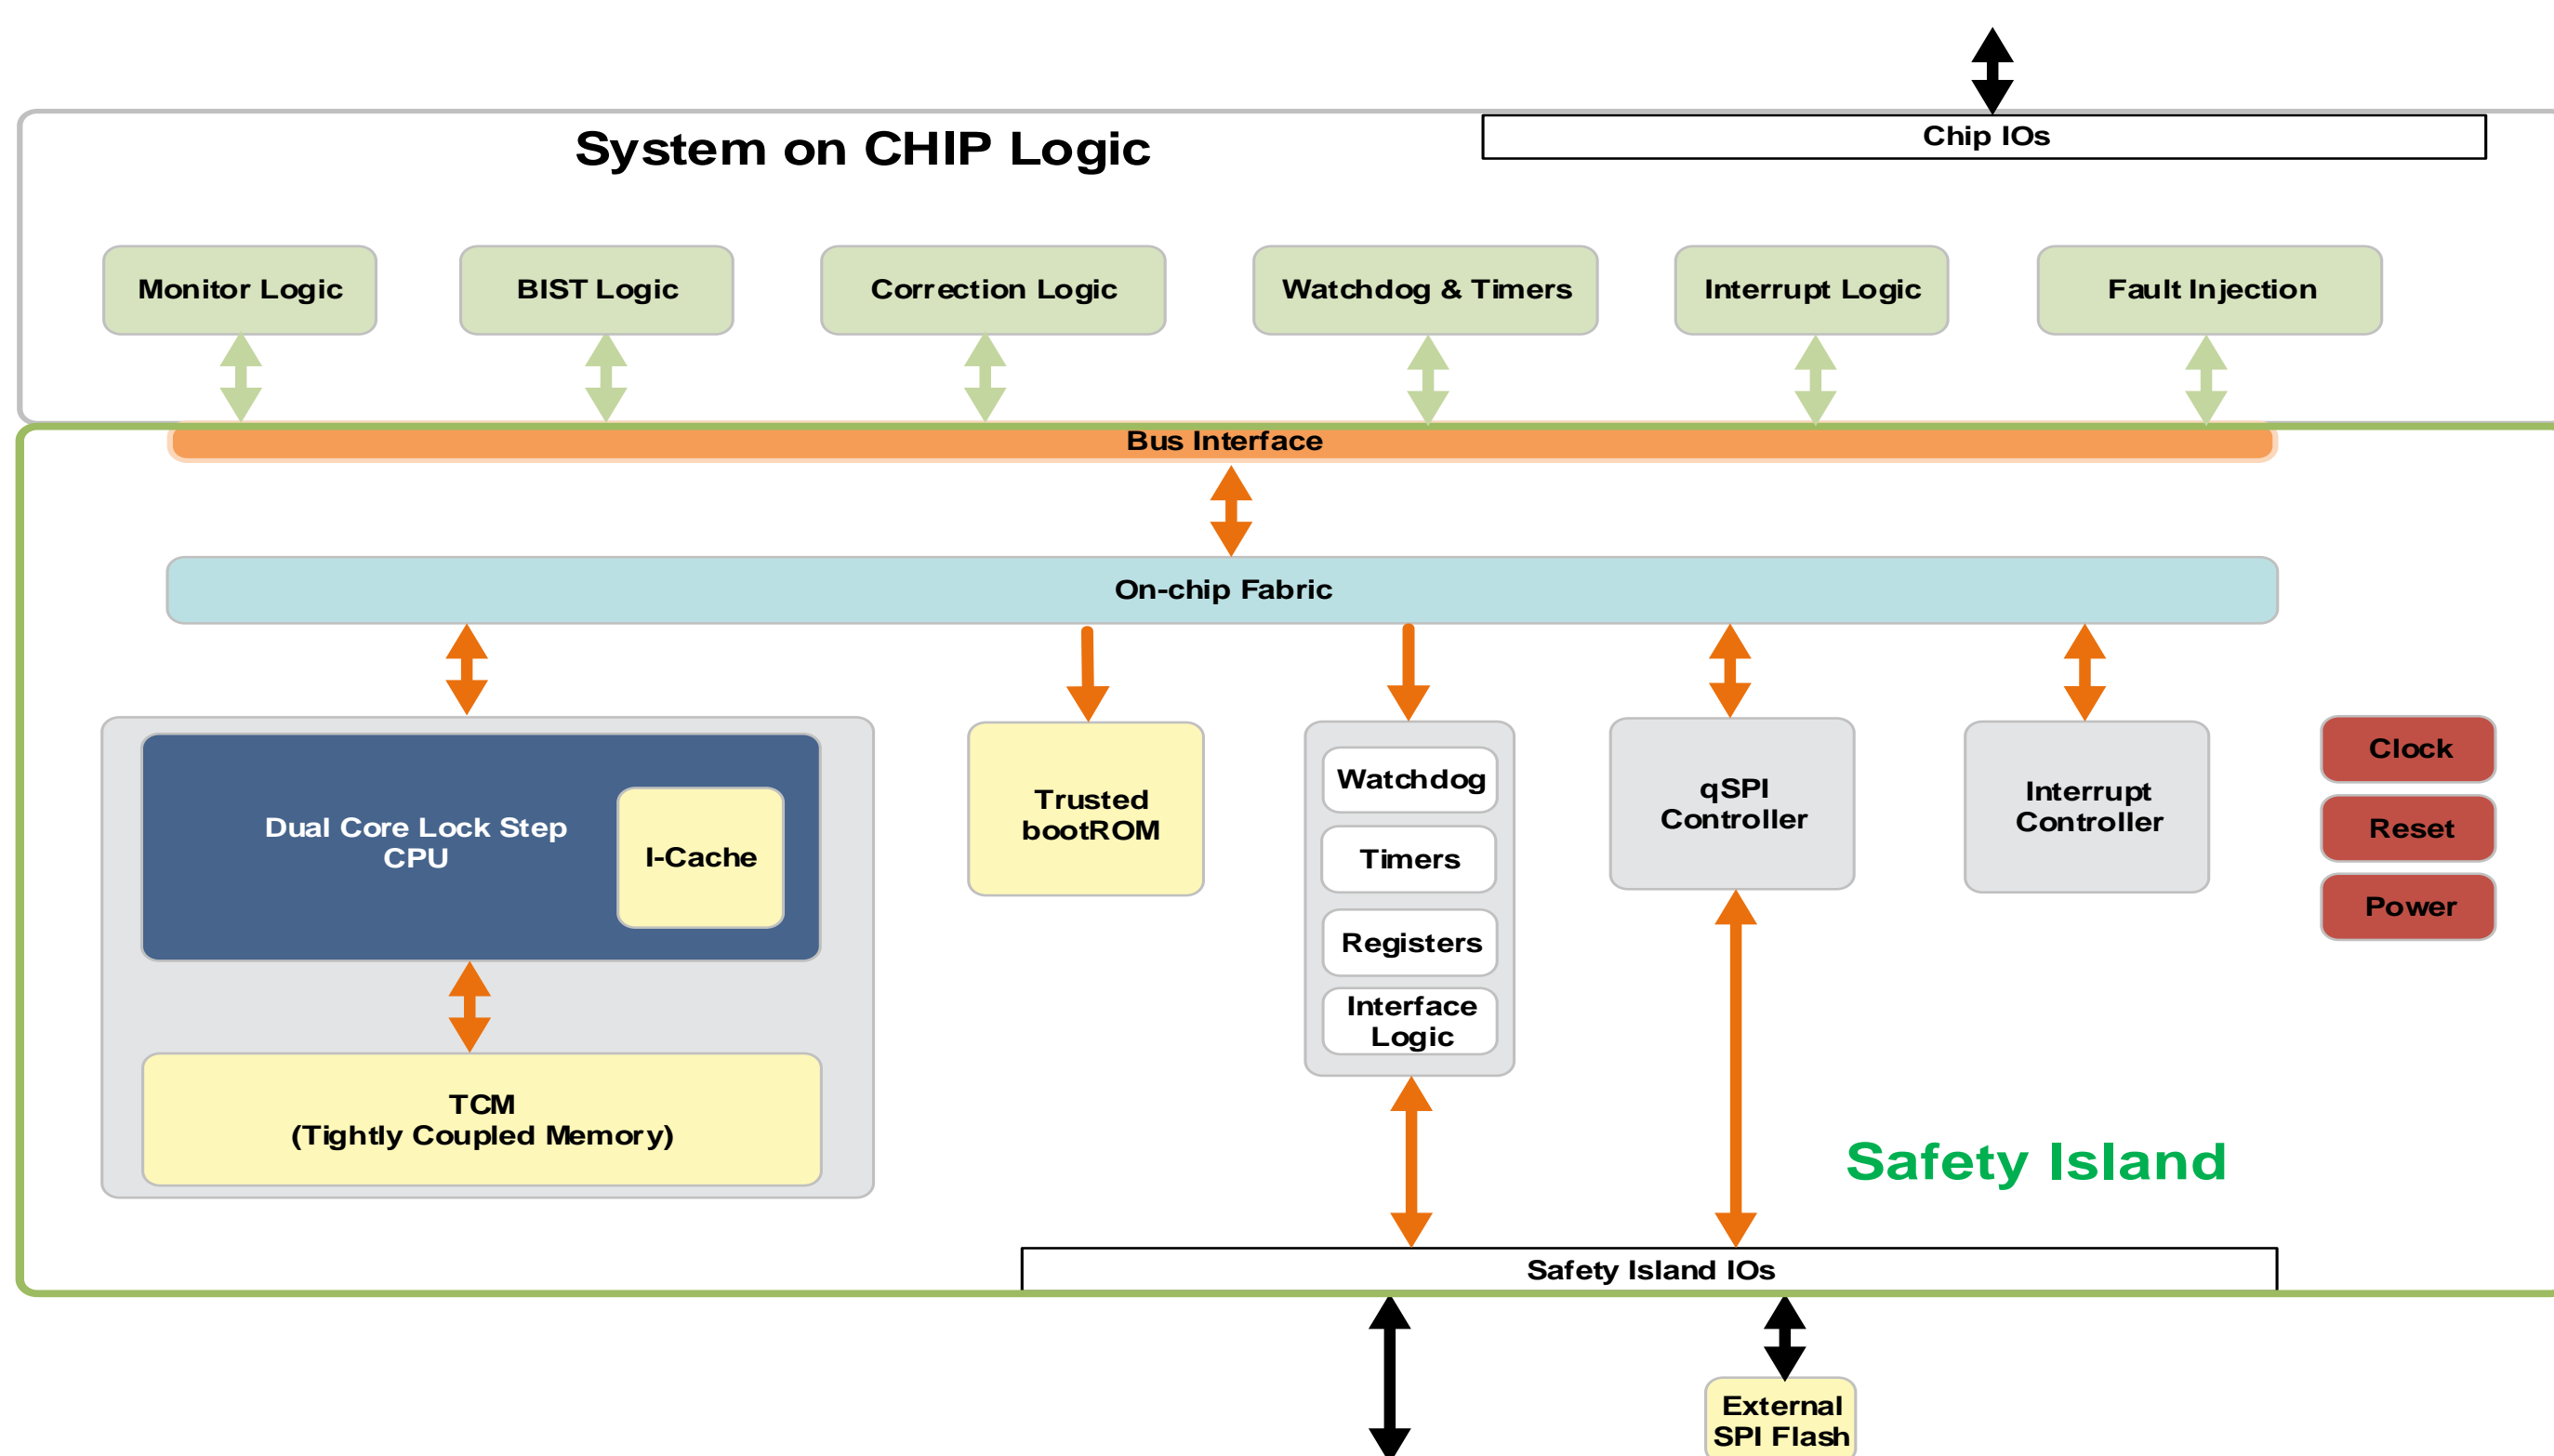 Chip IOs
System on CHIP Logic
Monitor Logic
BIST Logic
Correction Logic
Watchdog & Timers
Interrupt Logic
Fault Injection
Bus Interface
On-chip Fabric
Dual Core Lock Step
CPU
I-Cache
TCM
(Tightly Coupled Memory)
Trusted
bootROM
Watchdog
Timers
Registers
Interface
Logic
qSPI
Controller
Interrupt
Controller
Clock
Reset
Power
Safety Island
Safety Island IOs
External
SPI Flash